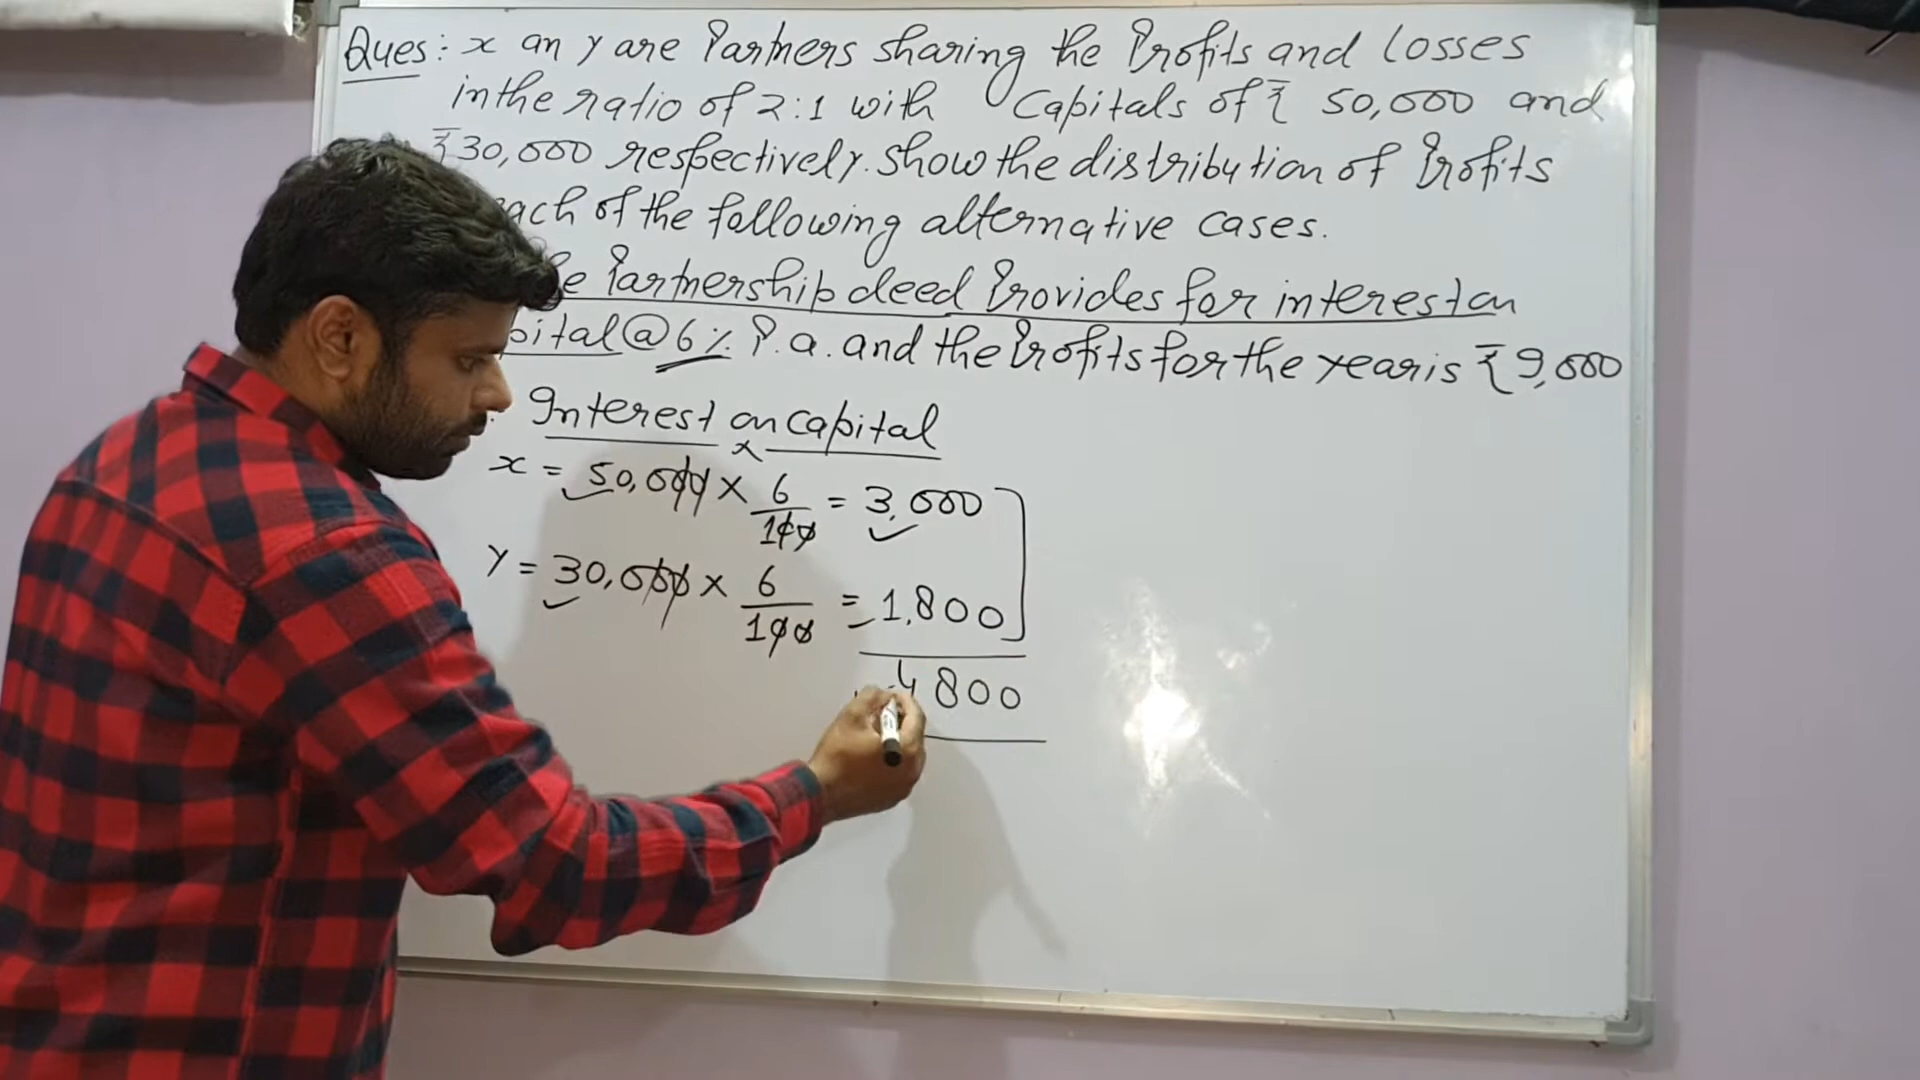 Ques: x an y are Partners sharing the Profits and losses
in the ratio of 2:1 with Capitals of ₹ 50,000 and
₹30,000 respectively. show the distribution of Profits
of the following alternative cases.
Partnership deed Provides for interest on
@ 6 % P.a. and the Profits for the year is ₹ 9,000
Interest on capital
x = 50,000 × 6/100 = 3,000
y = 30,000 × 6/100 = 1,800
4800